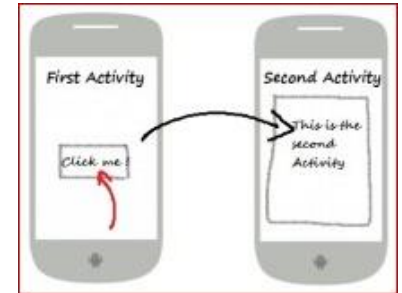 First Activity
Click me !
Second Activity
This is the
second
Activity